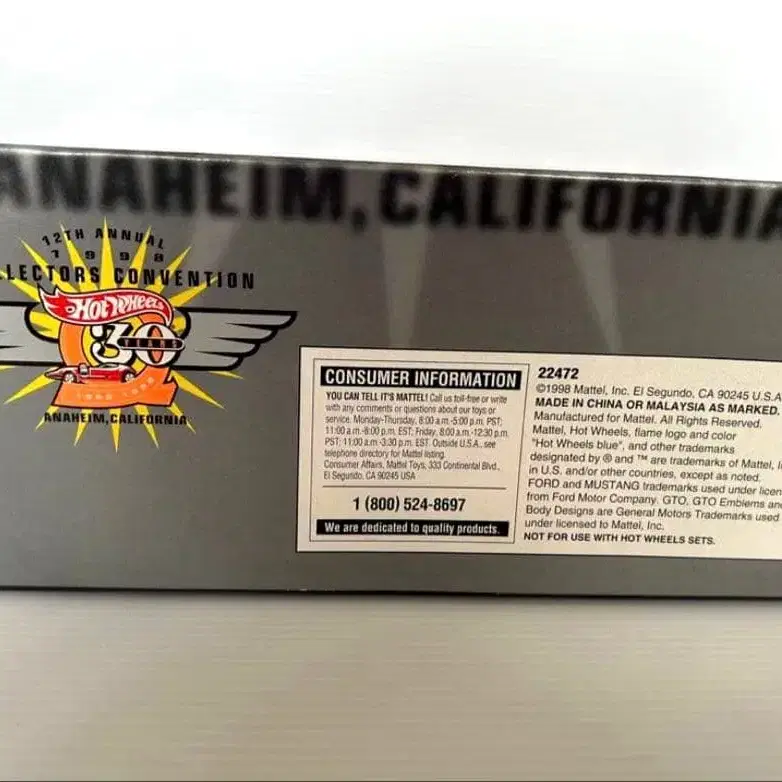 ANAHEIM, CALIFORNIA
12TH ANNUAL
1998
LLECTORS CONVENTION
Hot Wheels
30
YEARS
ANAHEIM, CALIFORNIA
CONSUMER INFORMATION
YOU CAN TELL IT'S MATTEL! Call us toll-free or write
with any comments or questions about our toys or
service. Monday-Thursday, 8:00 a.m.-5:00 p.m. PST;
11:00 a.m.-8:00 p.m. EST; Friday, 8:00 a.m.-12:30 p.m.
PST; 11:00 a.m.-3:30 p.m. EST. Outside U.S.A., see
telephone directory for Mattel listing.
Consumer Affairs, Mattel Toys, 333 Continental Blvd.,
El Segundo, CA 90245 USA
1 (800) 524-8697
We are dedicated to quality products.
22472
©1998 Mattel, Inc. El Segundo, CA 90245 U.S.A
MADE IN CHINA OR MALAYSIA AS MARKED.
Manufactured for Mattel. All Rights Reserved.
Mattel, Hot Wheels, flame logo and color
"Hot Wheels blue", and other trademarks
designated by ® and ™ are trademarks of Mattel, I
in U.S. and/or other countries, except as noted.
FORD and MUSTANG trademarks used under licen
from Ford Motor Company. GTO, GTO Emblems and
Body Designs are General Motors Trademarks used
under licensed to Mattel, Inc.
NOT FOR USE WITH HOT WHEELS SETS.